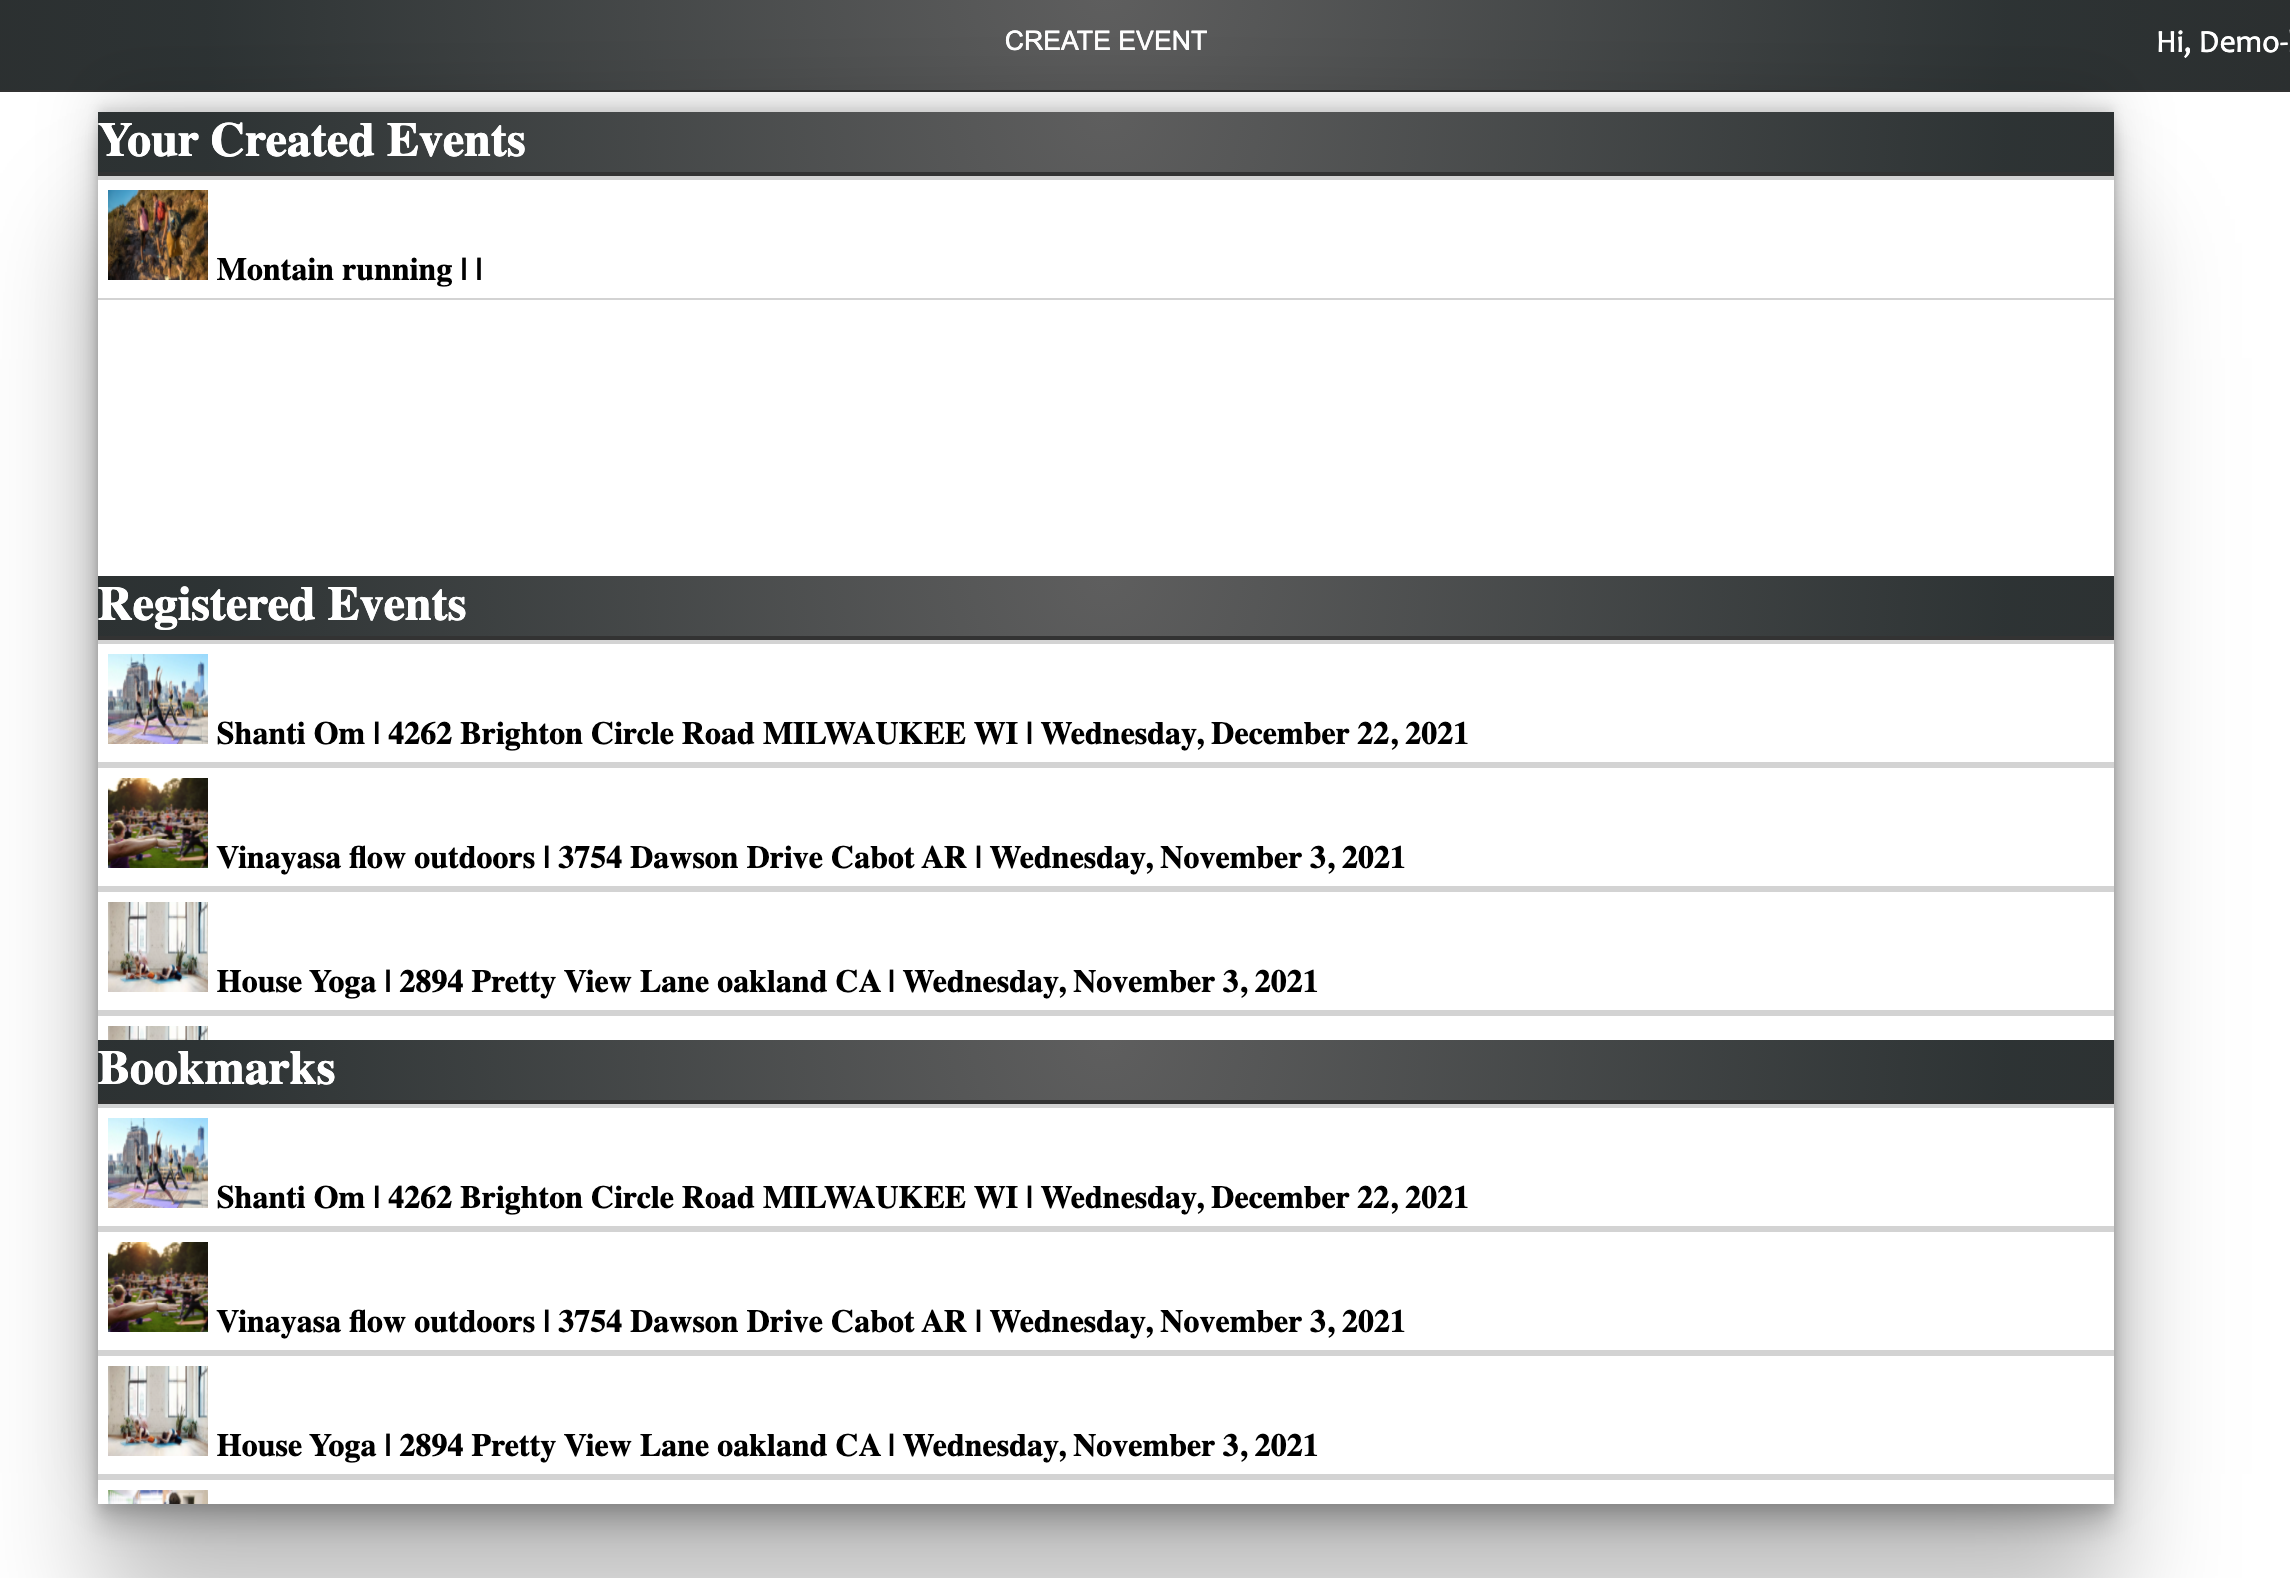 CREATE EVENT
Hi, Demo-
Your Created Events
Montain running | |
Registered Events
Shanti Om | 4262 Brighton Circle Road MILWAUKEE WI | Wednesday, December 22, 2021
Vinayasa flow outdoors | 3754 Dawson Drive Cabot AR | Wednesday, November 3, 2021
House Yoga | 2894 Pretty View Lane oakland CA | Wednesday, November 3, 2021
Bookmarks
Shanti Om | 4262 Brighton Circle Road MILWAUKEE WI | Wednesday, December 22, 2021
Vinayasa flow outdoors | 3754 Dawson Drive Cabot AR | Wednesday, November 3, 2021
House Yoga | 2894 Pretty View Lane oakland CA | Wednesday, November 3, 2021